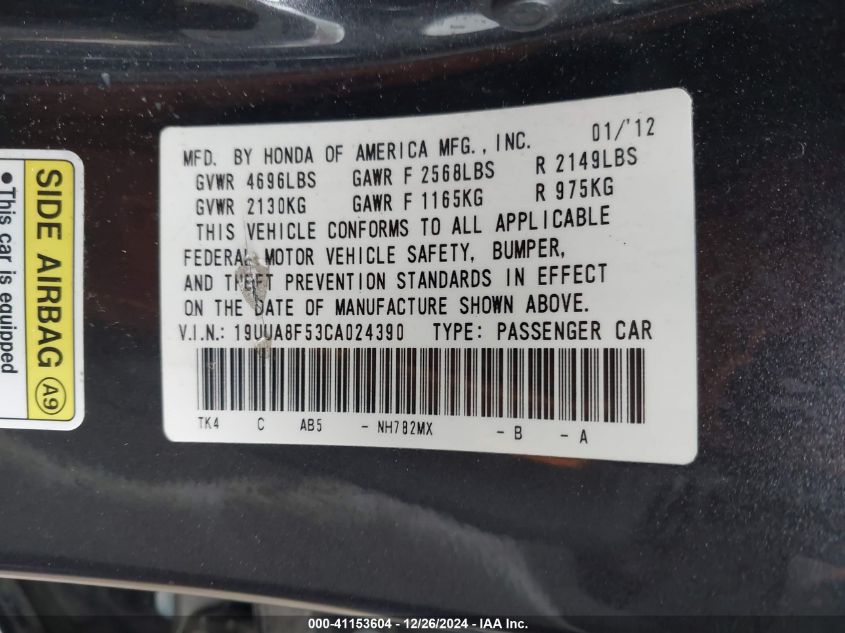 SIDE AIRBAG A9
This car is equipped
MFD. BY HONDA OF AMERICA MFG., INC. 01/'12
GVWR 4696LBS GAWR F 2568LBS R 2149LBS
GVWR 2130KG GAWR F 1165KG R 975KG
THIS VEHICLE CONFORMS TO ALL APPLICABLE
FEDERAL MOTOR VEHICLE SAFETY, BUMPER,
AND THEFT PREVENTION STANDARDS IN EFFECT
ON THE DATE OF MANUFACTURE SHOWN ABOVE.
V.I.N.: 19UUA8F53CA024390 TYPE: PASSENGER CAR
TK4 C AB5 - NH782MX - B - A
000-41153604 - 12/26/2024 - IAA Inc.